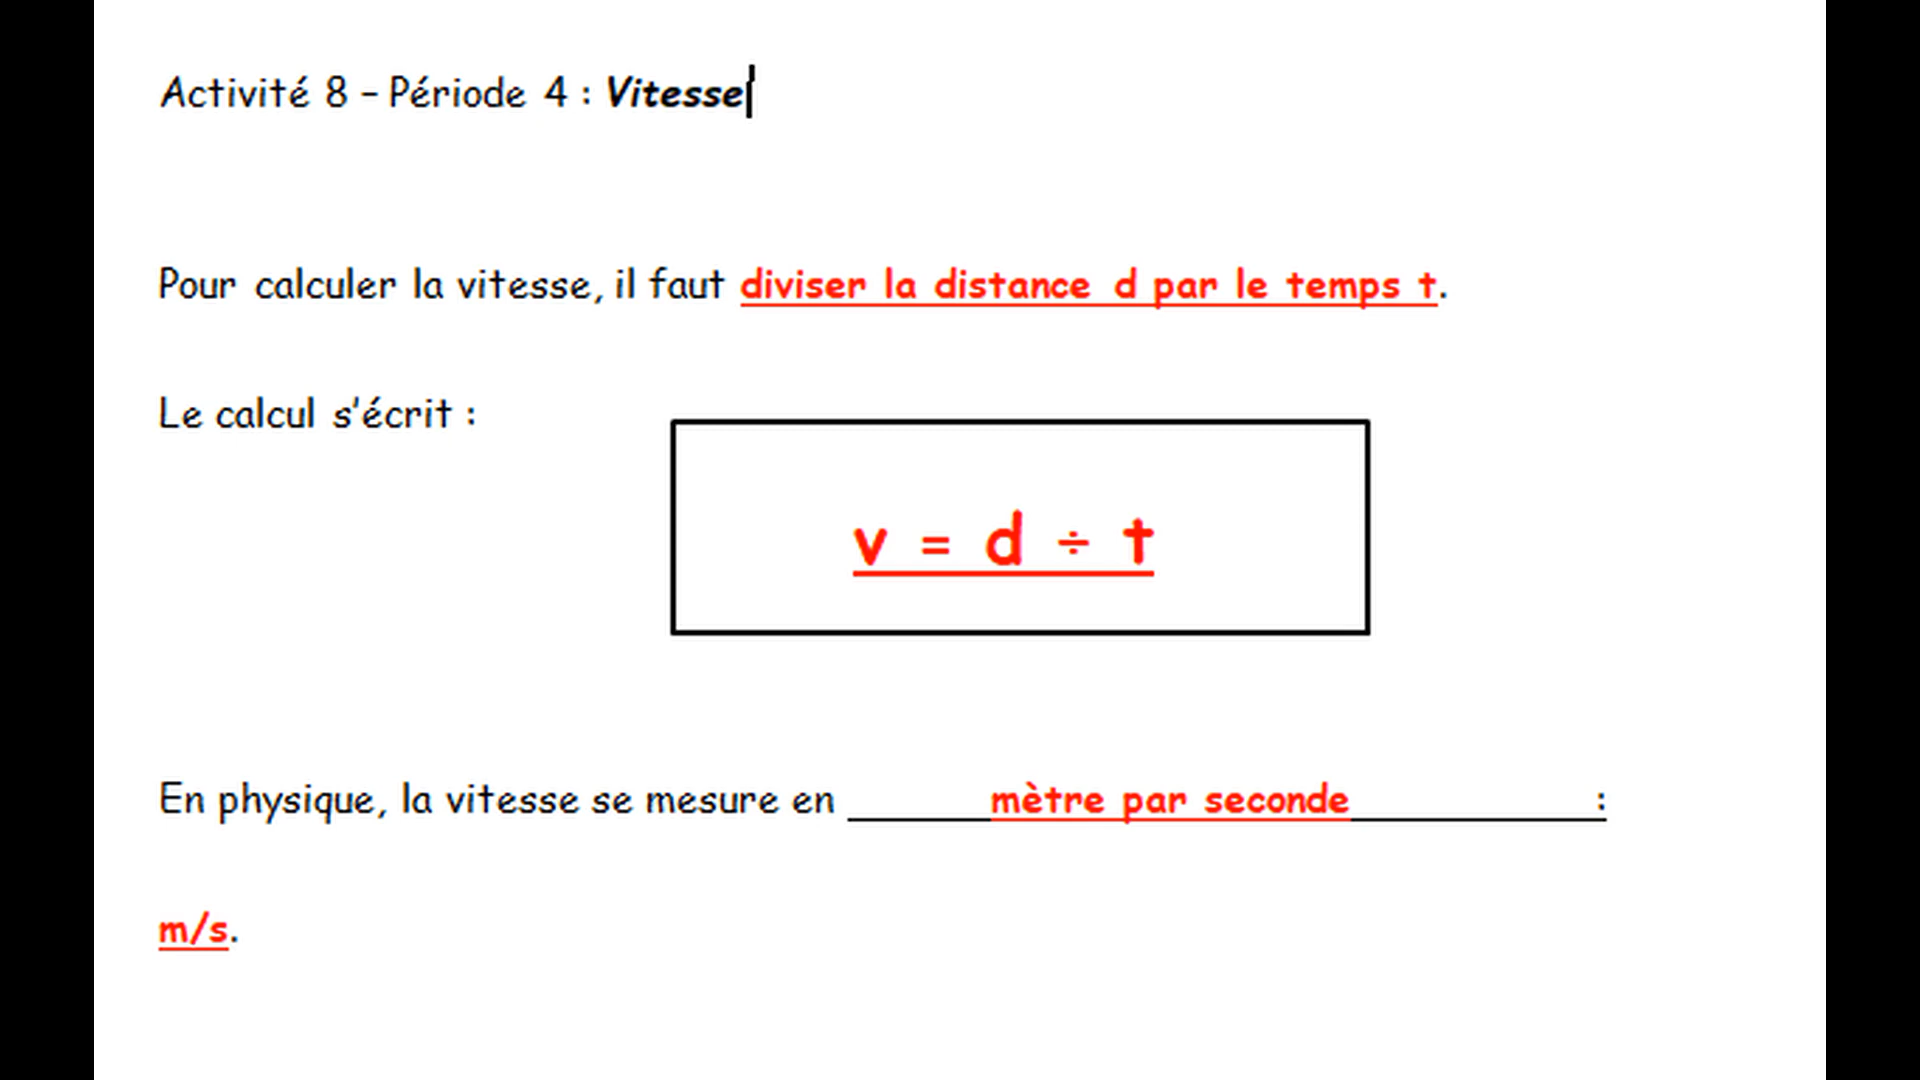 Activité 8 – Période 4 : Vitesse
Pour calculer la vitesse, il faut diviser la distance d par le temps t.
Le calcul s'écrit :
v = d ÷ t
En physique, la vitesse se mesure en mètre par seconde :
m/s.